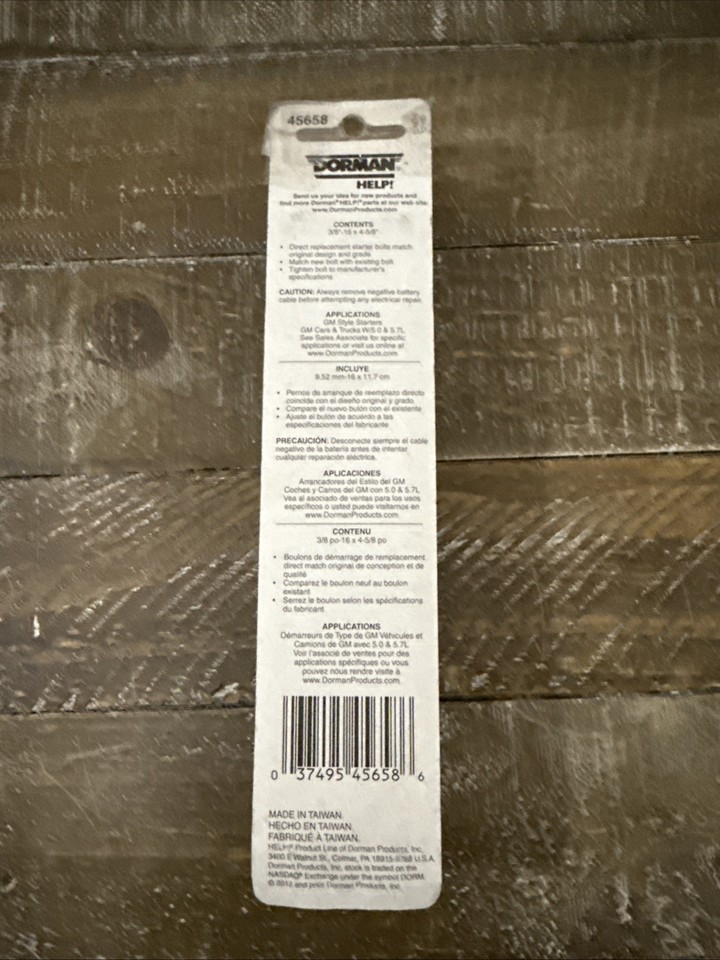 45658
DORMAN
HELP!
Send us your idea for new products and
find more Dorman® HELP!® parts at our web site.
www.DormanProducts.com
CONTENTS
3/8"-16 x 4-5/8"
• Direct replacement starter bolts match
original design and grade
• Match new bolt with existing bolt
• Tighten bolt to manufacturer's
specifications
CAUTION: Always remove negative battery
cable before attempting any electrical repair.
APPLICATIONS
GM Style Starters
GM Cars & Trucks W/5.0 & 5.7L
See Sales Associate for specific
applications or visit us online at
www.DormanProducts.com
INCLUYE
9.52 mm-16 x 11.7 cm
• Pernos de arranque de reemplazo directo
coincide con el diseño original y grado.
• Compare el nuevo bulón con el existente
• Ajuste el bulón de acuerdo a las
especificaciones del fabricante
PRECAUCIÓN: Desconecte siempre el cable
negativo de la batería antes de intentar
cualquier reparación eléctrica.
APLICACIONES
Arrancadores del Estilo del GM
Coches y Carros del GM con 5.0 & 5.7L
Vea al asociado de ventas para los usos
específicos o usted puede visitarnos en
www.DormanProducts.com
CONTENU
3/8 po-16 x 4-5/8 po
• Boulons de démarrage de remplacement
direct match original de conception et de
qualité
• Comparez le boulon neuf au boulon
existant
• Serrez le boulon selon les spécifications
du fabricant
APPLICATIONS
Démarreurs de Type de GM Véhicules et
Camions de GM avec 5.0 & 5.7L
Voir l'associé de ventes pour des
applications spécifiques ou vous
pouvez nous rendre visite à
www.DormanProducts.com
0 37495 45658 6
MADE IN TAIWAN
HECHO EN TAIWAN
FABRIQUÉ À TAIWAN.
HELP!® Product Line of Dorman Products, Inc.
3400 E Walnut St., Colmar, PA 18915-9768 U.S.A.
Dorman Products, Inc. stock is traded on the
NASDAQ® Exchange under the symbol DORM.
© 2012 and prior Dorman Products, Inc.